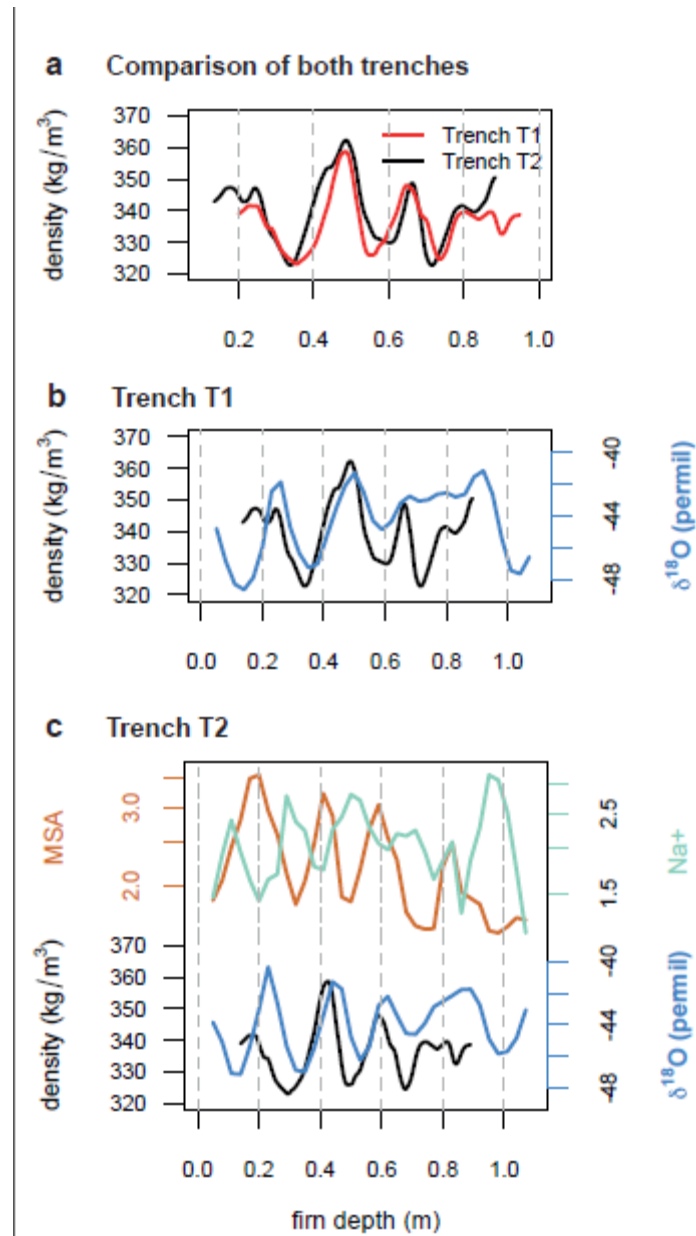 a Comparison of both trenches
density (kg/m³)
370
360
350
340
330
320
Trench T1
Trench T2
0.2 0.4 0.6 0.8 1.0
b Trench T1
density (kg/m³)
370
360
350
340
330
320
-40
-44
-48
δ¹⁸O (permil)
0.0 0.2 0.4 0.6 0.8 1.0
c Trench T2
MSA
3.0
2.0
2.5
1.5
Na+
density (kg/m³)
370
360
350
340
330
320
-40
-44
-48
δ¹⁸O (permil)
0.0 0.2 0.4 0.6 0.8 1.0
firn depth (m)